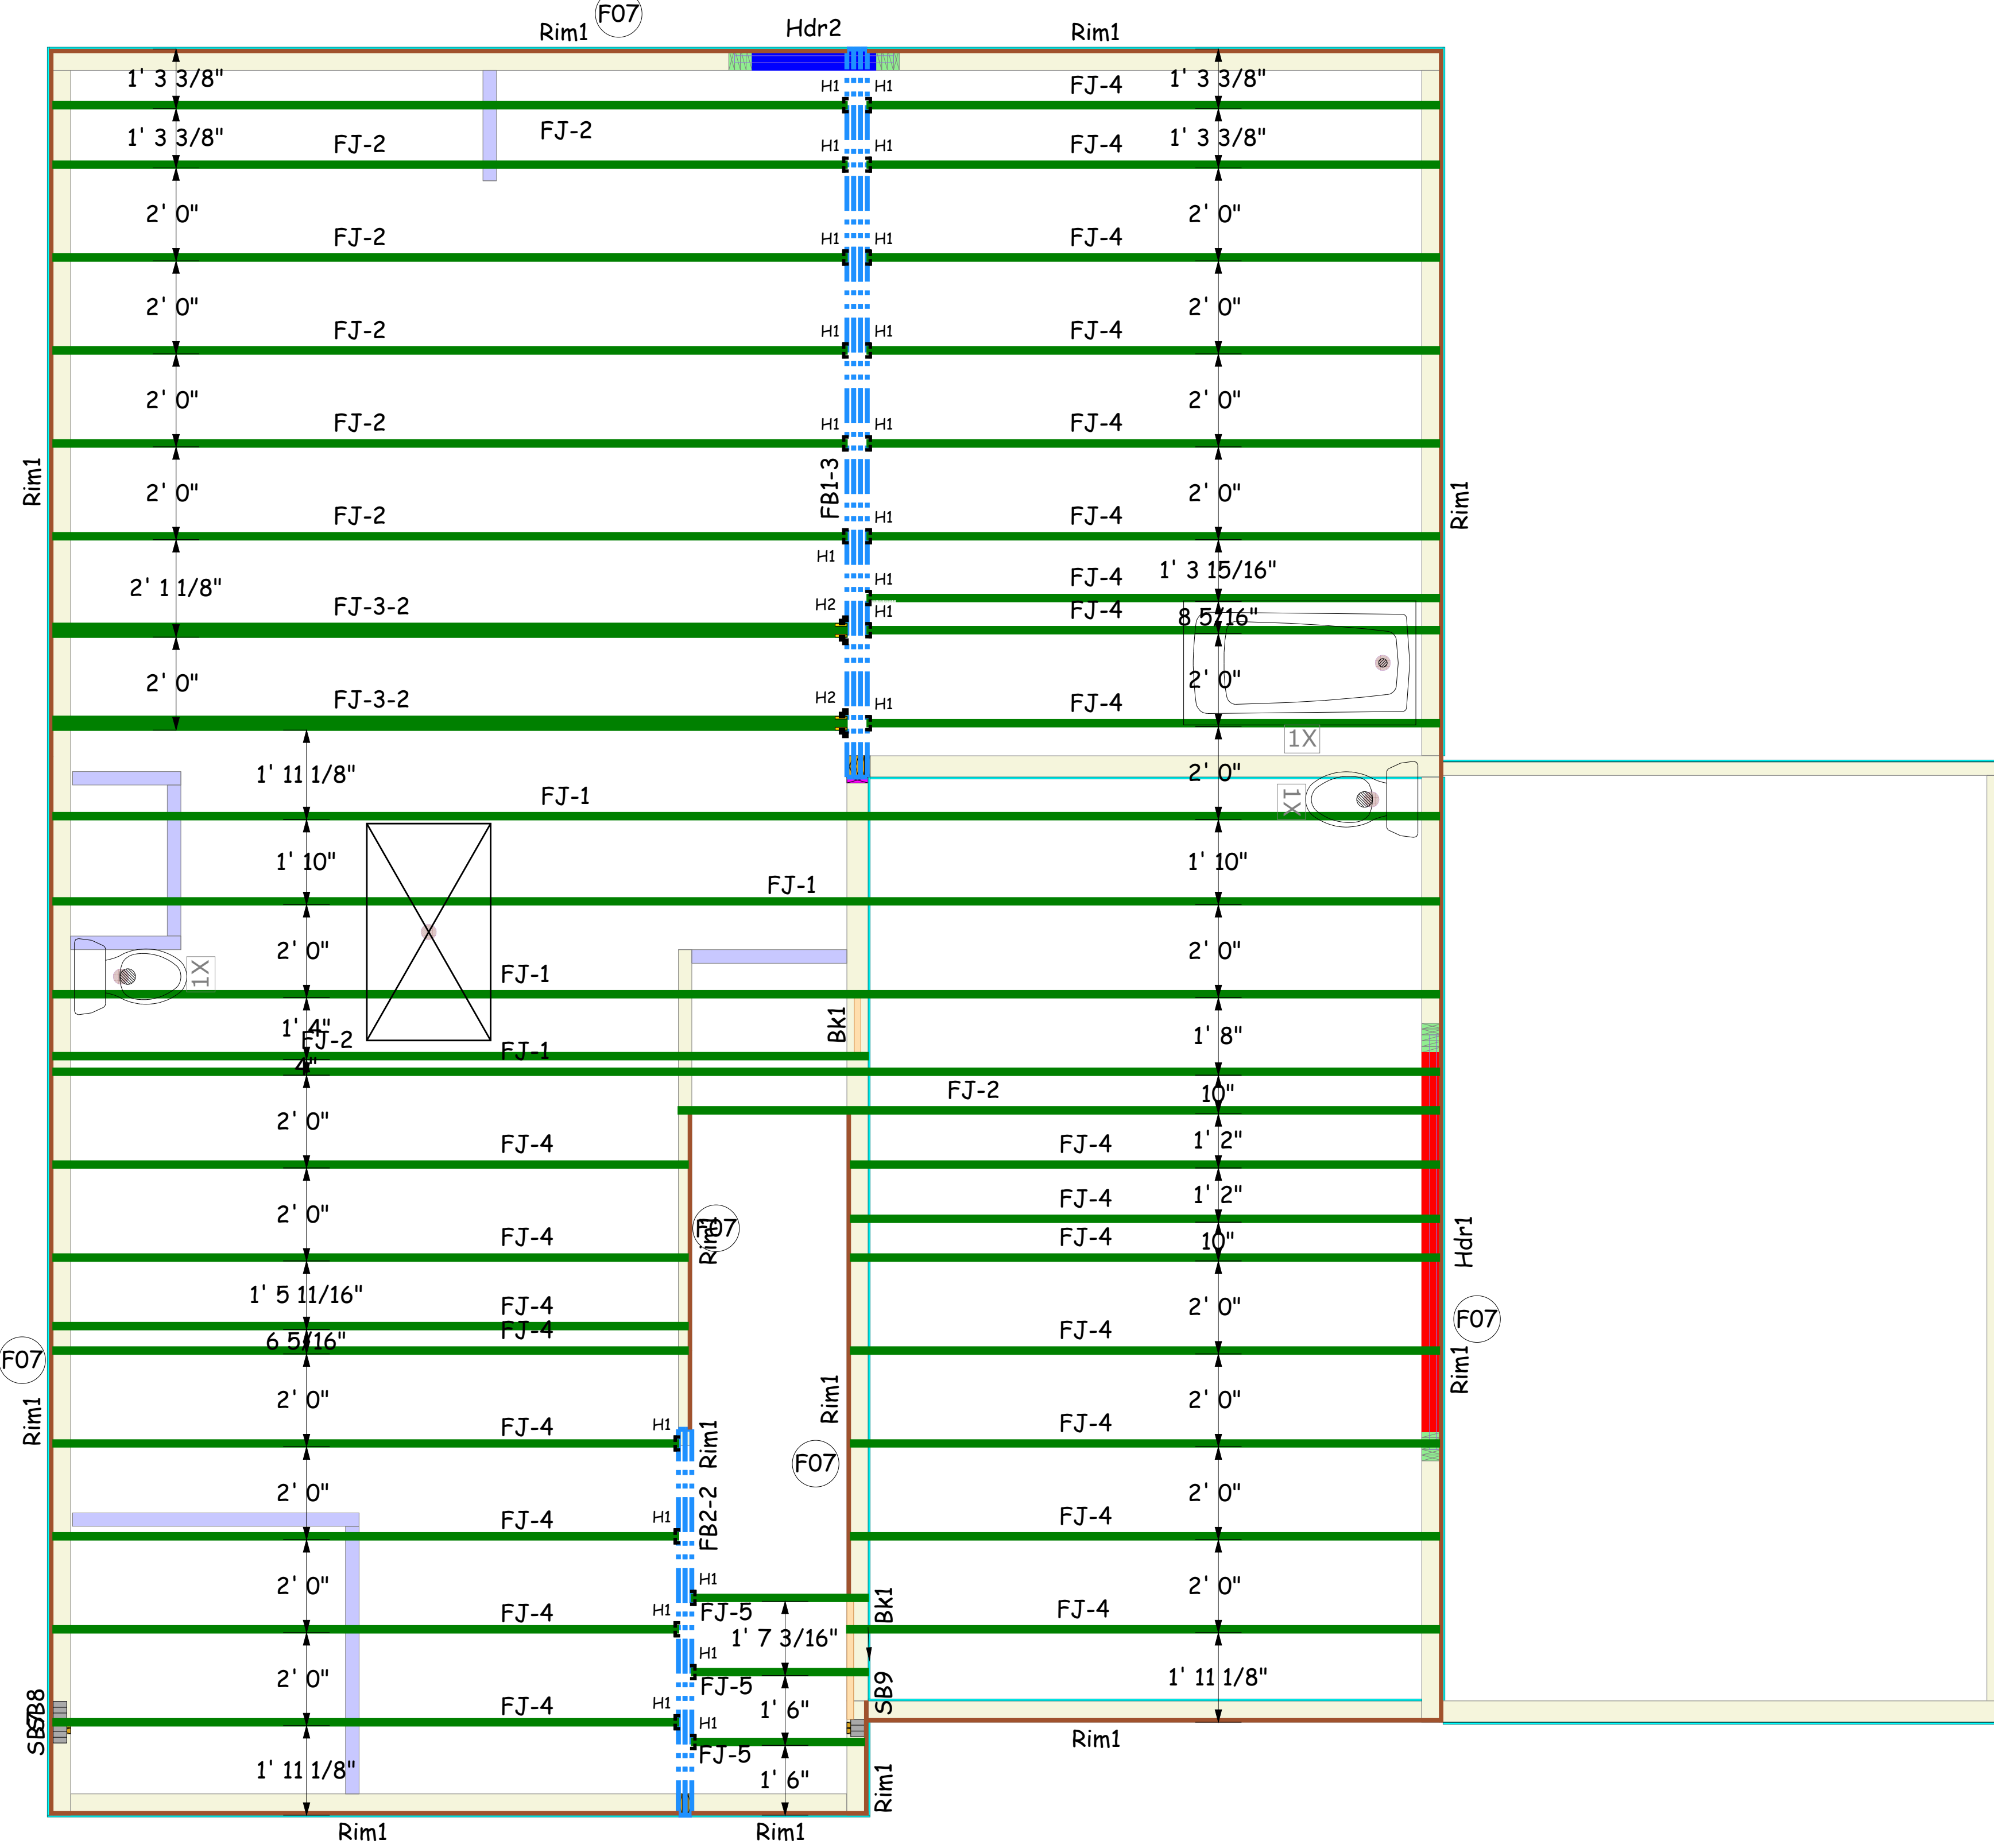 F07
Rim1
Hdr2
Rim1
1' 3 3/8"
H1
H1
FJ-4
1' 3 3/8"
1' 3 3/8"
FJ-2
FJ-2
H1
H1
FJ-4
1' 3 3/8"
2' 0"
FJ-2
H1
H1
FJ-4
2' 0"
2' 0"
FJ-2
H1
H1
FJ-4
2' 0"
2' 0"
FJ-2
H1
H1
FJ-4
2' 0"
Rim1
2' 0"
FB1-3
2' 0"
Rim1
FJ-2
H1
FJ-4
H1
2' 1 1/8"
H1
FJ-4
1' 3 15/16"
FJ-3-2
H2
H1
FJ-4
8 5/16"
2' 0"
FJ-3-2
H2
H1
FJ-4
2' 0"
1X
1' 11 1/8"
FJ-1
2' 0"
1X
1' 10"
FJ-1
1' 10"
2' 0"
2' 0"
1X
FJ-1
1' 4"
FJ-2
Bk1
1' 8"
FJ-1
4"
FJ-2
10"
2' 0"
FJ-4
FJ-4
1' 2"
2' 0"
FJ-4
1' 2"
F07
Rim1
FJ-4
FJ-4
10"
Hdr1
1' 5 11/16"
FJ-4
2' 0"
F07
6 5/16"
FJ-4
FJ-4
F07
Rim1
2' 0"
Rim1
2' 0"
Rim1
FJ-4
H1
Rim1
FJ-4
F07
2' 0"
2' 0"
FJ-4
H1
FB2-2
FJ-4
2' 0"
H1
2' 0"
FJ-4
H1
FJ-5
Bk1
FJ-4
1' 7 3/16"
H1
2' 0"
FJ-5
SB9
1' 11 1/8"
SB8
FJ-4
H1
1' 6"
H1
FJ-5
Rim1
1' 11 1/8"
1' 6"
Rim1
Rim1
Rim1